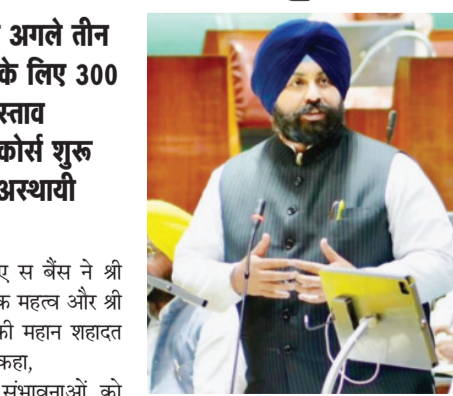 अगले तीन
के लिए 300
स्ताव
कोर्स शुरू
अस्थायी
ए स बैंस ने श्री
क महत्व और श्री
की महान शहादत
कहा,
संभावनाओं को